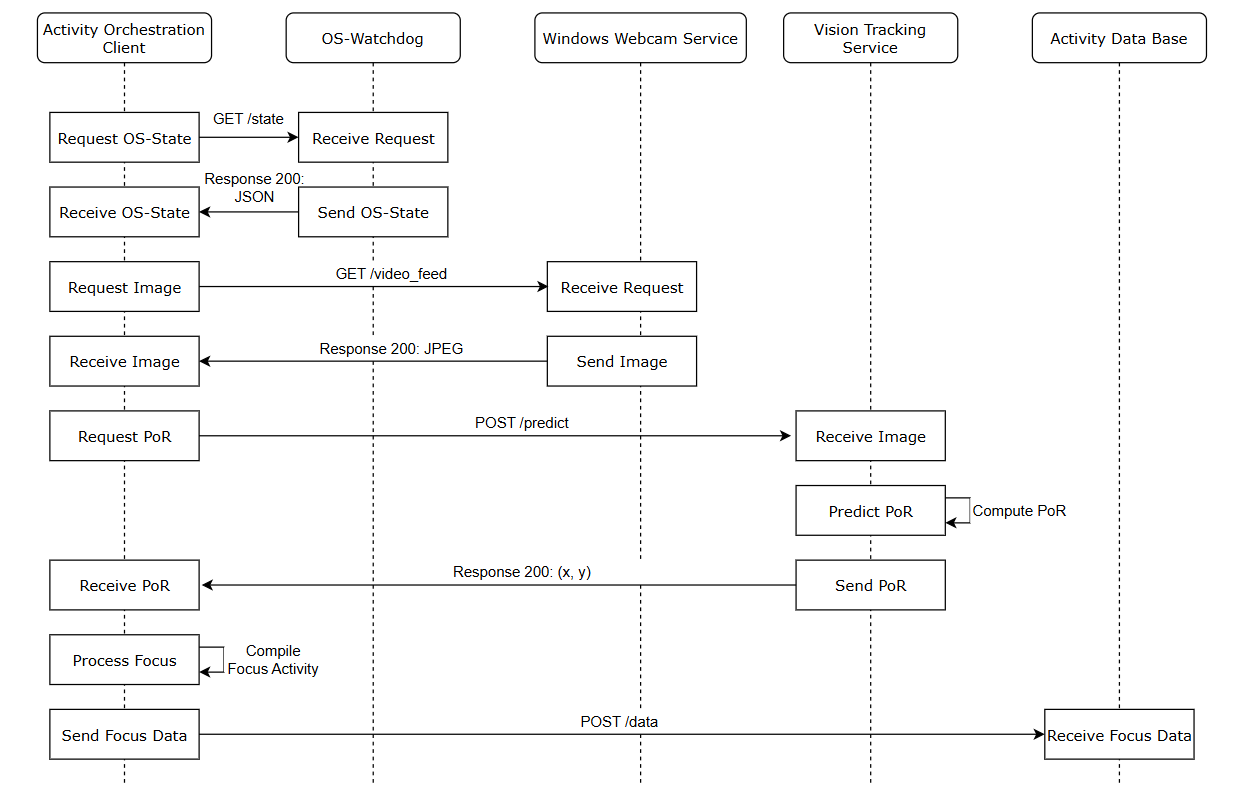 Activity Orchestration
Client
OS-Watchdog
Windows Webcam Service
Vision Tracking
Service
Activity Data Base
Request OS-State
GET /state
Receive Request
Response 200:
JSON
Receive OS-State
Send OS-State
Request Image
GET /video_feed
Receive Request
Receive Image
Response 200: JPEG
Send Image
Request PoR
POST /predict
Receive Image
Predict PoR
Compute PoR
Receive PoR
Response 200: (x, y)
Send PoR
Process Focus
Compile
Focus Activity
Send Focus Data
POST /data
Receive Focus Data